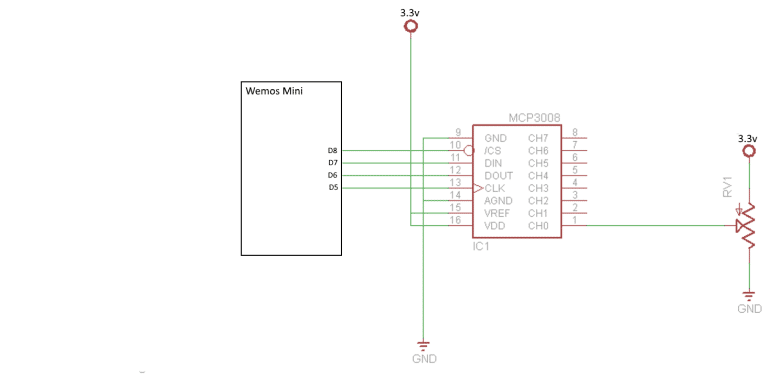 3.3v
Wemos Mini
MCP3008
9 GND CH7 8
D8 10 /CS CH6 7
D7 11 DIN CH5 6
D6 12 DOUT CH4 5
D5 13 CLK CH3 4
14 AGND CH2 3
15 VREF CH1 2
16 VDD CH0 1
IC1
3.3v
RV1
GND
GND